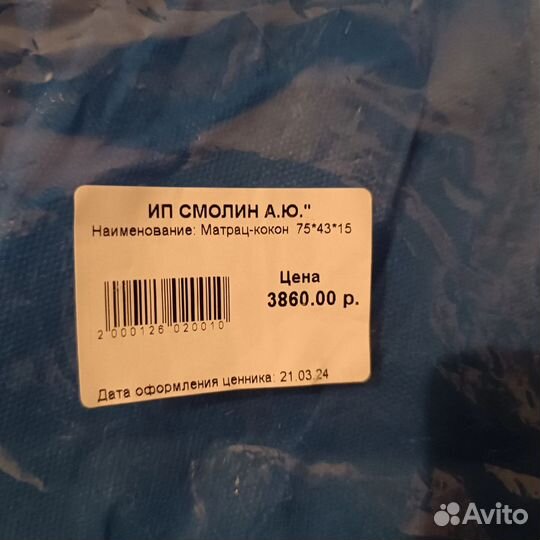 ИП СМОЛИН А.Ю."
Наименование: Матрац-кокон 75*43*15
Цена
3860.00 р.
2 000126 020010
Дата оформления ценника: 21.03.24
Avito